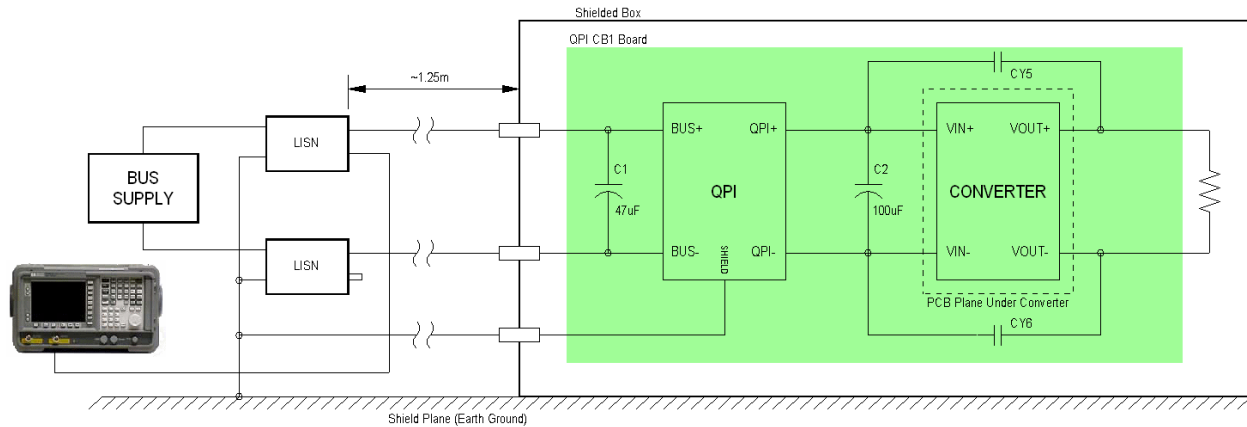 Shielded Box
QPI CB1 Board
~1.25m
CY5
LISN
BUS+
QPI+
VIN+
VOUT+
BUS
SUPPLY
C1
47uF
QPI
C2
100uF
CONVERTER
LISN
BUS-
SHIELD
QPI-
VIN-
VOUT-
PCB Plane Under Converter
CY6
Shield Plane (Earth Ground)